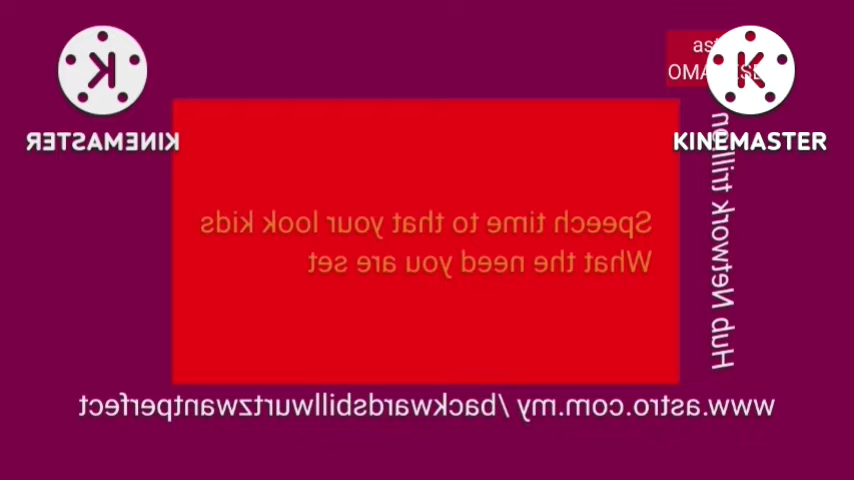 KINEMASTER
KINEMASTER
Speech time to that your look kids
What the need you are set
Hub Network trillion
www.astro.com.my /backwardsbillwurtzwantperfect